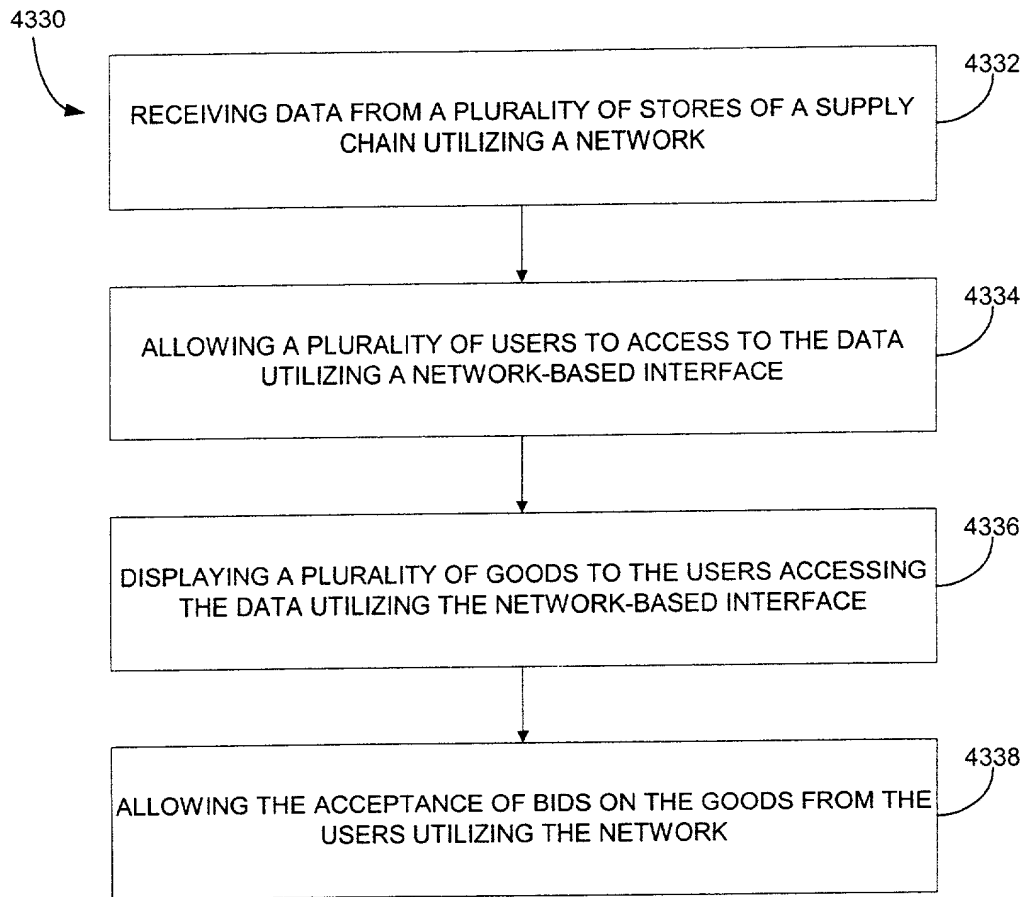 4330
4332
RECEIVING DATA FROM A PLURALITY OF STORES OF A SUPPLY
CHAIN UTILIZING A NETWORK
4334
ALLOWING A PLURALITY OF USERS TO ACCESS TO THE DATA
UTILIZING A NETWORK-BASED INTERFACE
4336
DISPLAYING A PLURALITY OF GOODS TO THE USERS ACCESSING
THE DATA UTILIZING THE NETWORK-BASED INTERFACE
4338
ALLOWING THE ACCEPTANCE OF BIDS ON THE GOODS FROM THE
USERS UTILIZING THE NETWORK